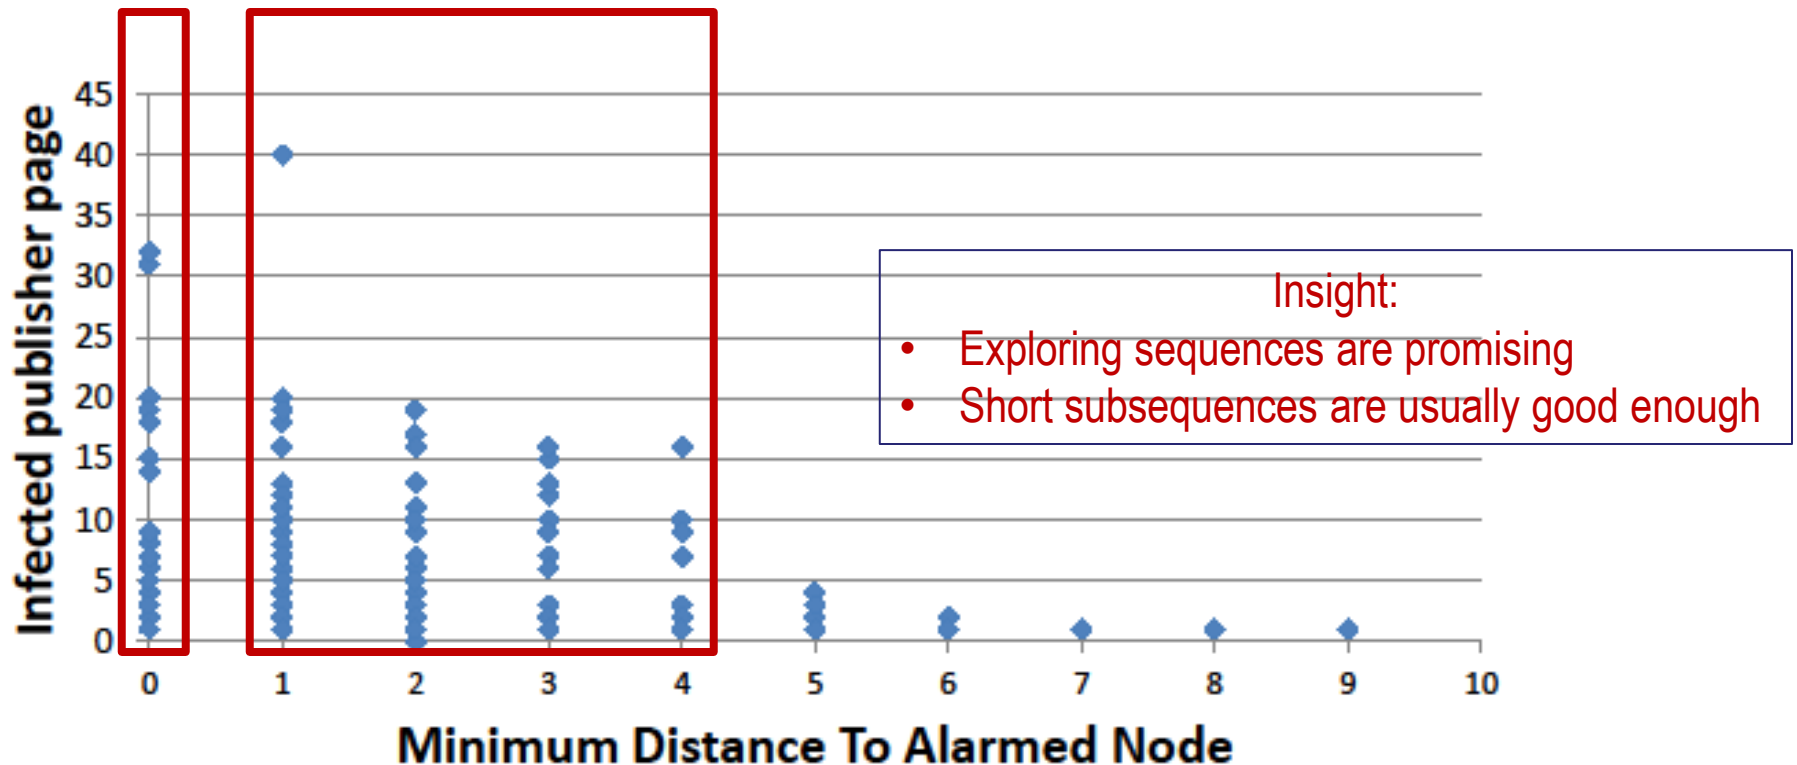 Infected publisher page
45
40
35
30
25
20
15
10
5
0
Insight:
• Exploring sequences are promising
• Short subsequences are usually good enough
0 1 2 3 4 5 6 7 8 9 10
Minimum Distance To Alarmed Node